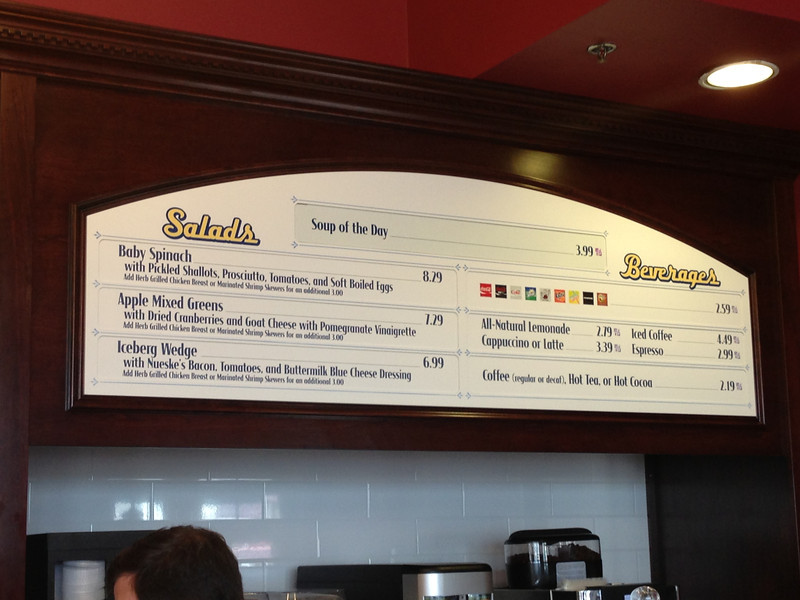 Salads
Soup of the Day 3.99
Baby Spinach
with Pickled Shallots, Prosciutto, Tomatoes, and Soft Boiled Eggs 8.29
Add Herb Grilled Chicken Breast or Marinated Shrimp Skewers for an additional 3.00
Apple Mixed Greens
with Dried Cranberries and Goat Cheese with Pomegranate Vinaigrette 7.29
Add Herb Grilled Chicken Breast or Marinated Shrimp Skewers for an additional 3.00
Iceberg Wedge 6.99
with Nueske's Bacon, Tomatoes, and Buttermilk Blue Cheese Dressing
Add Herb Grilled Chicken Breast or Marinated Shrimp Skewers for an additional 3.00
Beverages
2.59
All-Natural Lemonade 2.79
Cappuccino or Latte 3.39
Iced Coffee 4.49
Espresso 2.99
Coffee (regular or decaf), Hot Tea, or Hot Cocoa 2.19